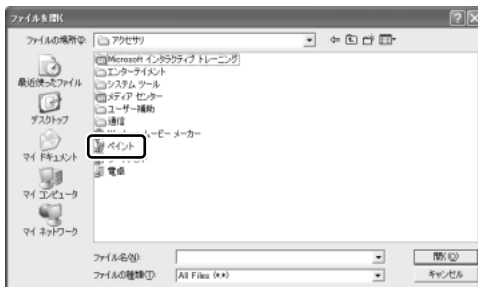 ファイルを開く
ファイルの場所(I):
アクセサリ
最近使ったファイル
デスクトップ
マイ ドキュメント
マイ コンピュータ
マイ ネットワーク
Microsoft インタラクティブ トレーニング
エンターテイメント
システム ツール
メディア センター
ユーザー補助
通信
ムービー メーカー
ペイント
電卓
ファイル名(N):
開く(O)
ファイルの種類(T):
All Files (*.*)
キャンセル